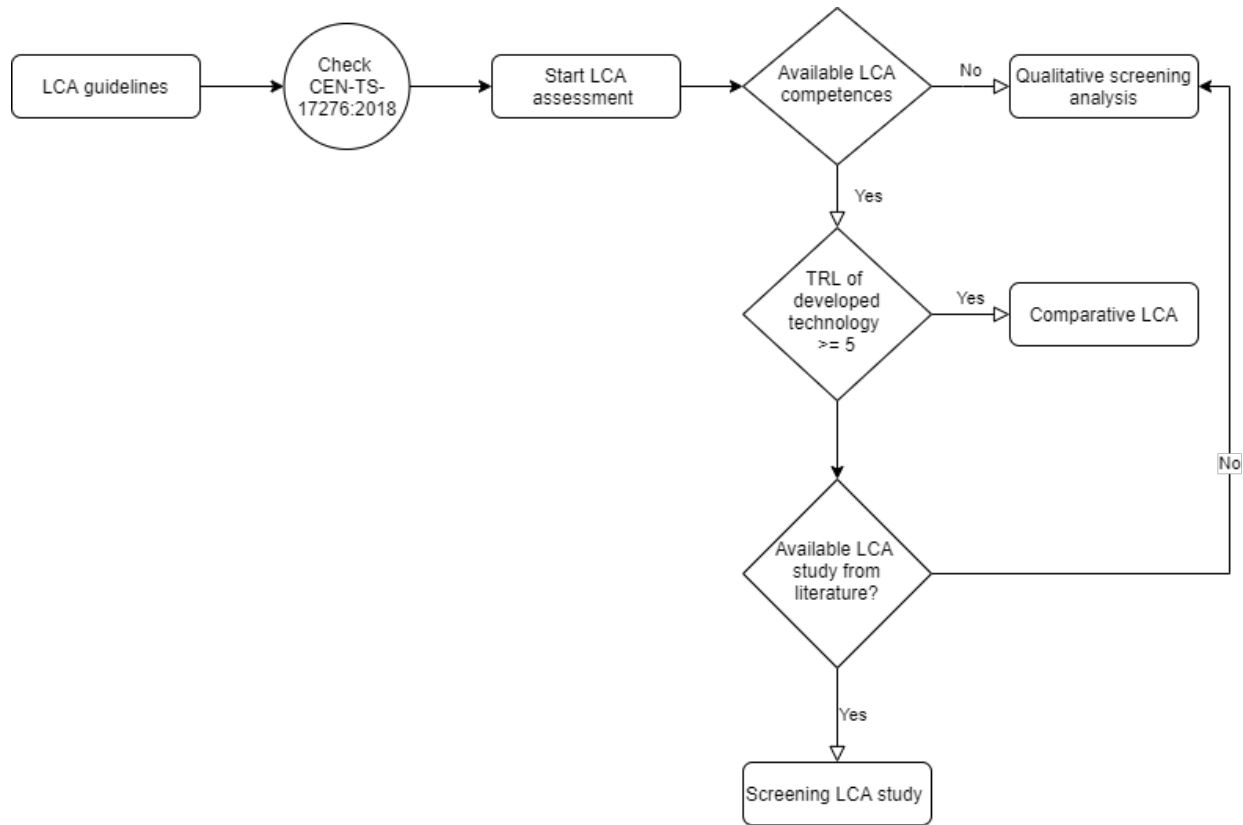 LCA guidelines
Check
CEN-TS-
17276:2018
Start LCA
assessment
Available LCA
competences
No
Qualitative screening
analysis
Yes
TRL of
developed
technology
>= 5
Yes
Comparative LCA
No
Available LCA
study from
literature?
Yes
Screening LCA study